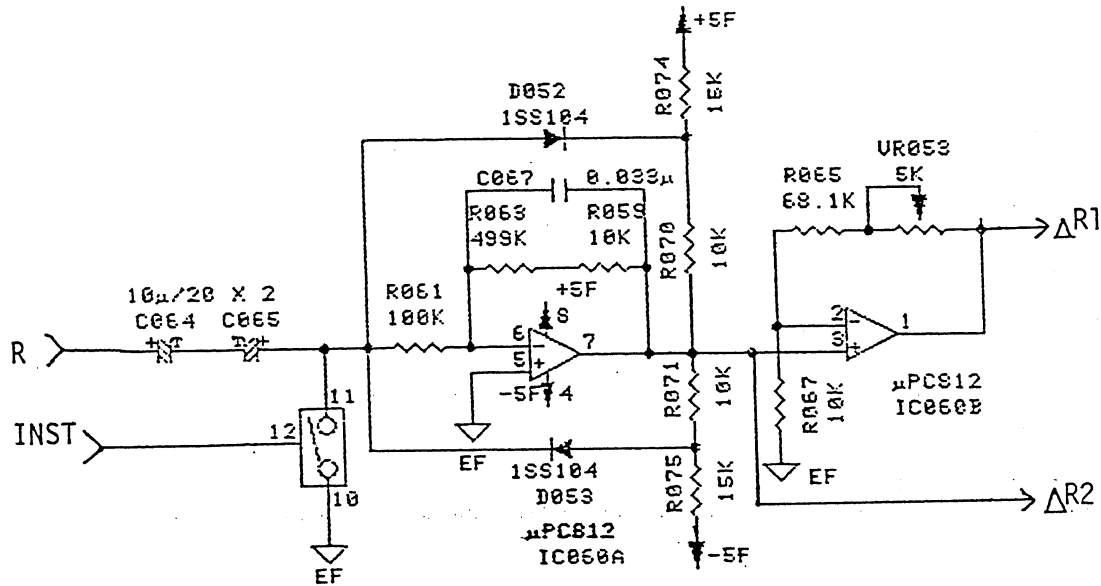 +5F
R074
15K
D052
1SS104
C067 0.033μ
R063
499K
R059
10K
R070
10K
VR053
5K
R065
68.1K
ΔR1
10μ/20 X 2
C064 C065
R061
100K
+5F
8
6
-
5
+
7
-5F
4
R
11
INST
12
10
EF
EF
1SS104
D053
μPC812
IC060A
R071
10K
R075
15K
-5F
2
-
3
+
1
μPC812
IC060B
R067
10K
EF
ΔR2